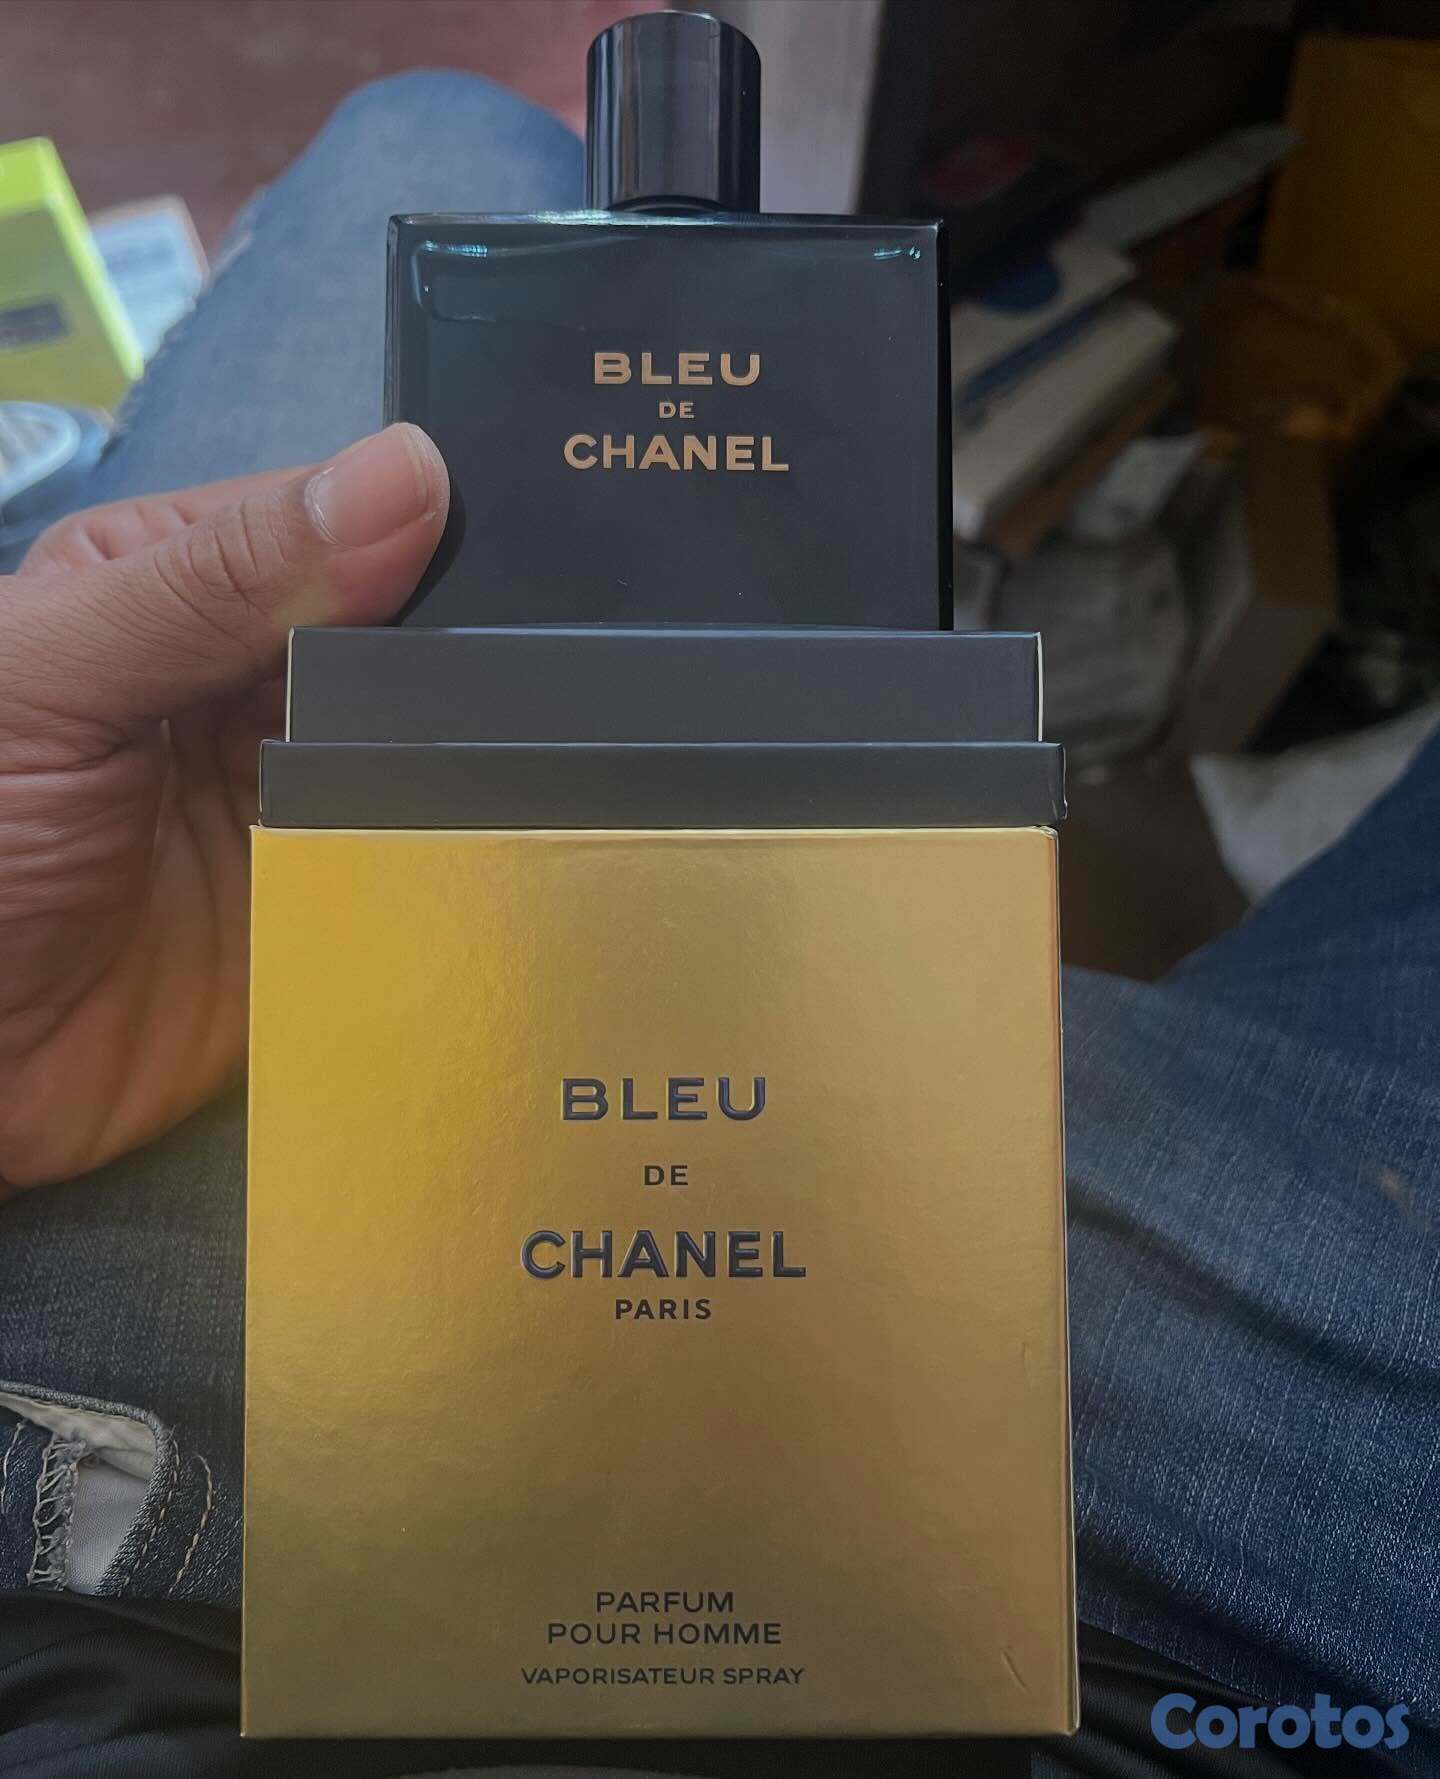 BLEU
DE
CHANEL
BLEU
DE
CHANEL
PARIS
PARFUM
POUR HOMME
VAPORISATEUR SPRAY
Corotos